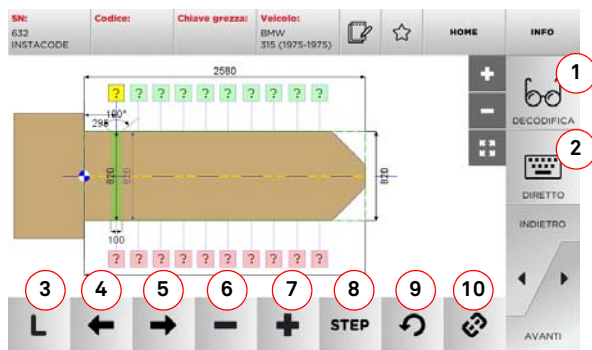 SN:
632
INSTACODE
Codice:
Chiave grezza:
Veicolo:
BMW
315 (1975-1975)
HOME
INFO
2580
? ? ? ? ? ? ? ? ? ?
180°
298
820
820
820
100
? ? ? ? ? ? ? ? ? ?
+
−
1
DECODIFICA
2
DIRETTO
INDIETRO
AVANTI
3 4 5 6 7 8 9 10
L
STEP